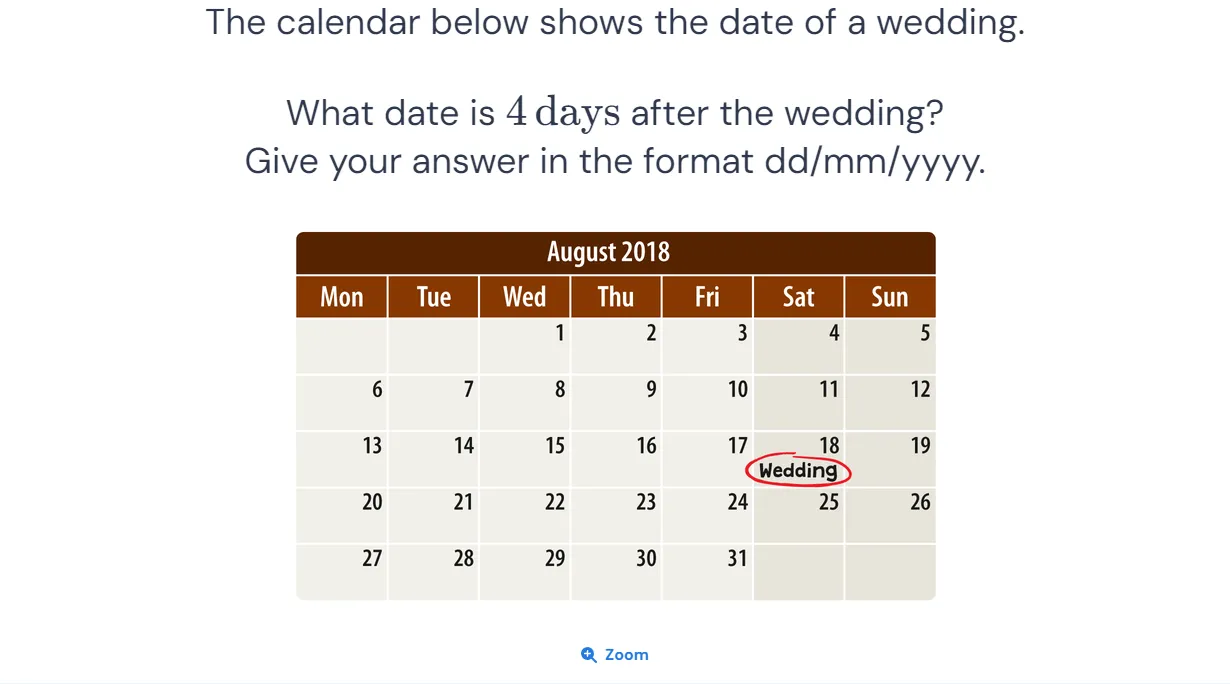 The calendar below shows the date of a wedding.
What date is 4 days after the wedding?
Give your answer in the format dd/mm/yyyy.
August 2018
Mon Tue Wed Thu Fri Sat Sun
1 2 3 4 5
6 7 8 9 10 11 12
13 14 15 16 17 18 19
Wedding
20 21 22 23 24 25 26
27 28 29 30 31
Zoom